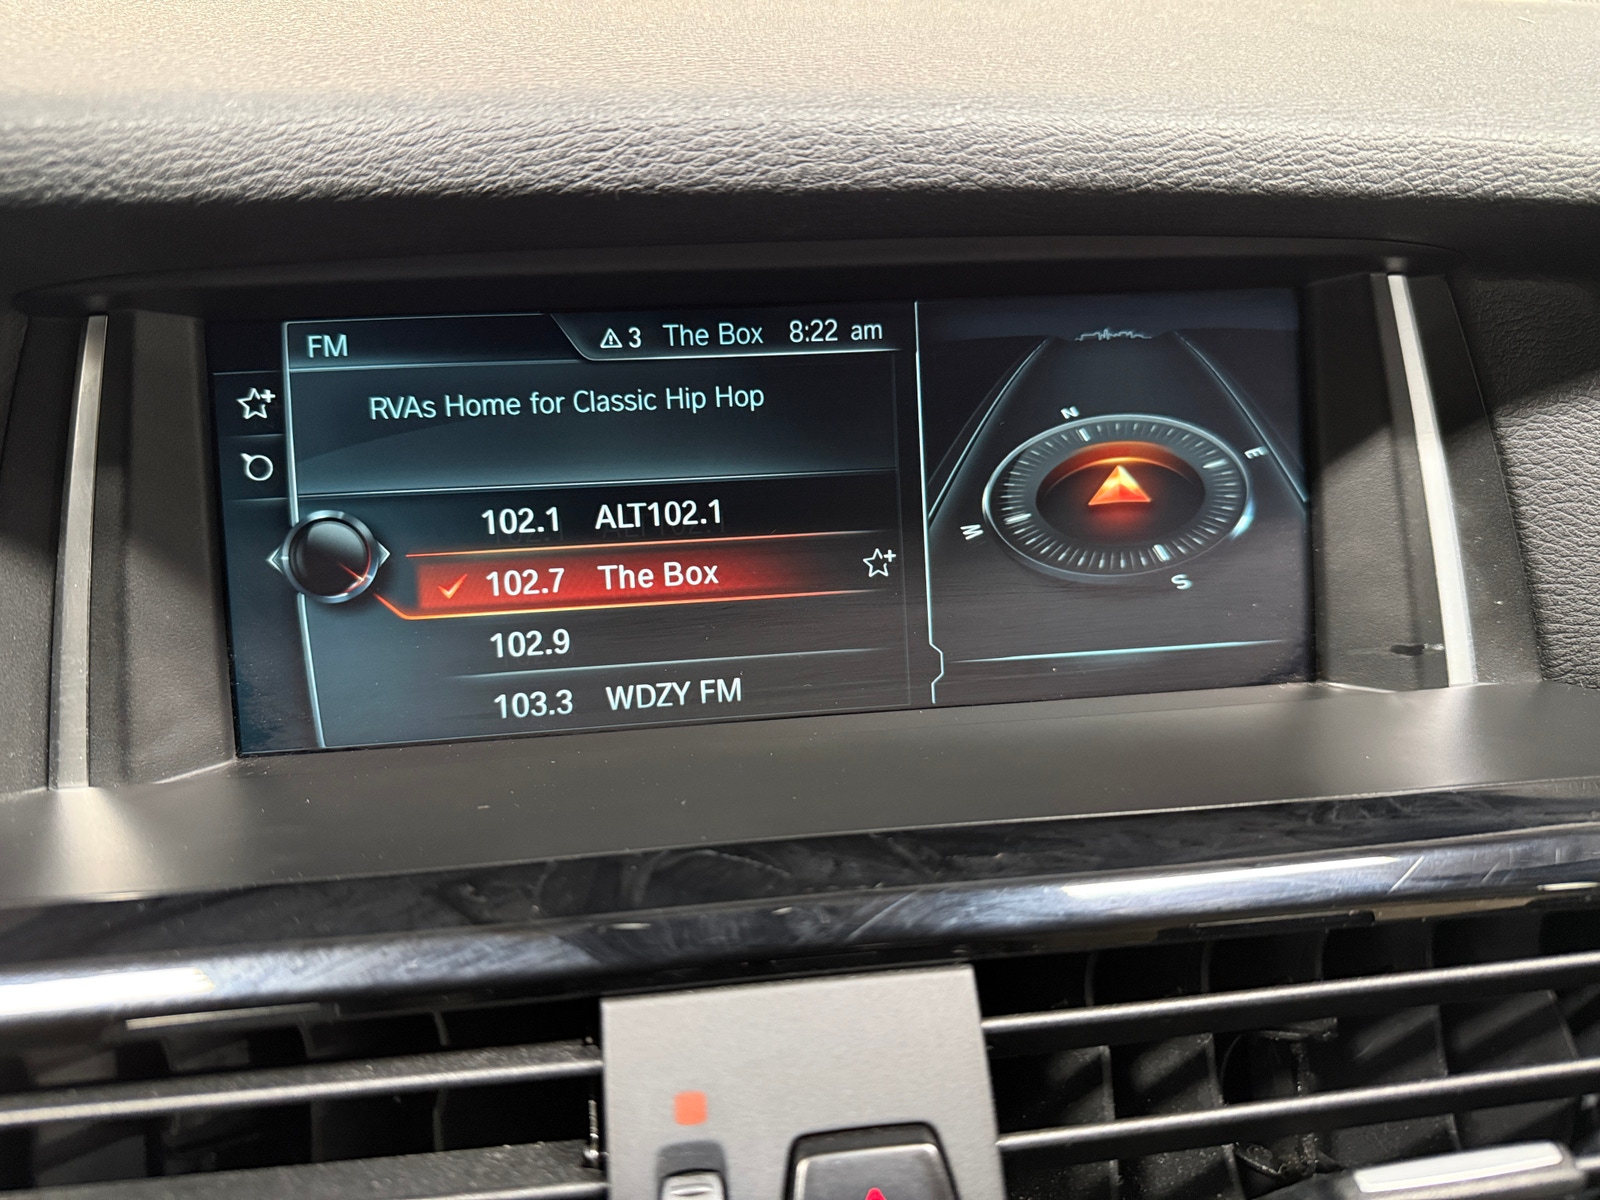 FM
3 The Box 8:22 am
RVAs Home for Classic Hip Hop
102.1 ALT102.1
102.7 The Box
102.9
103.3 WDZY FM
N
E
W
S